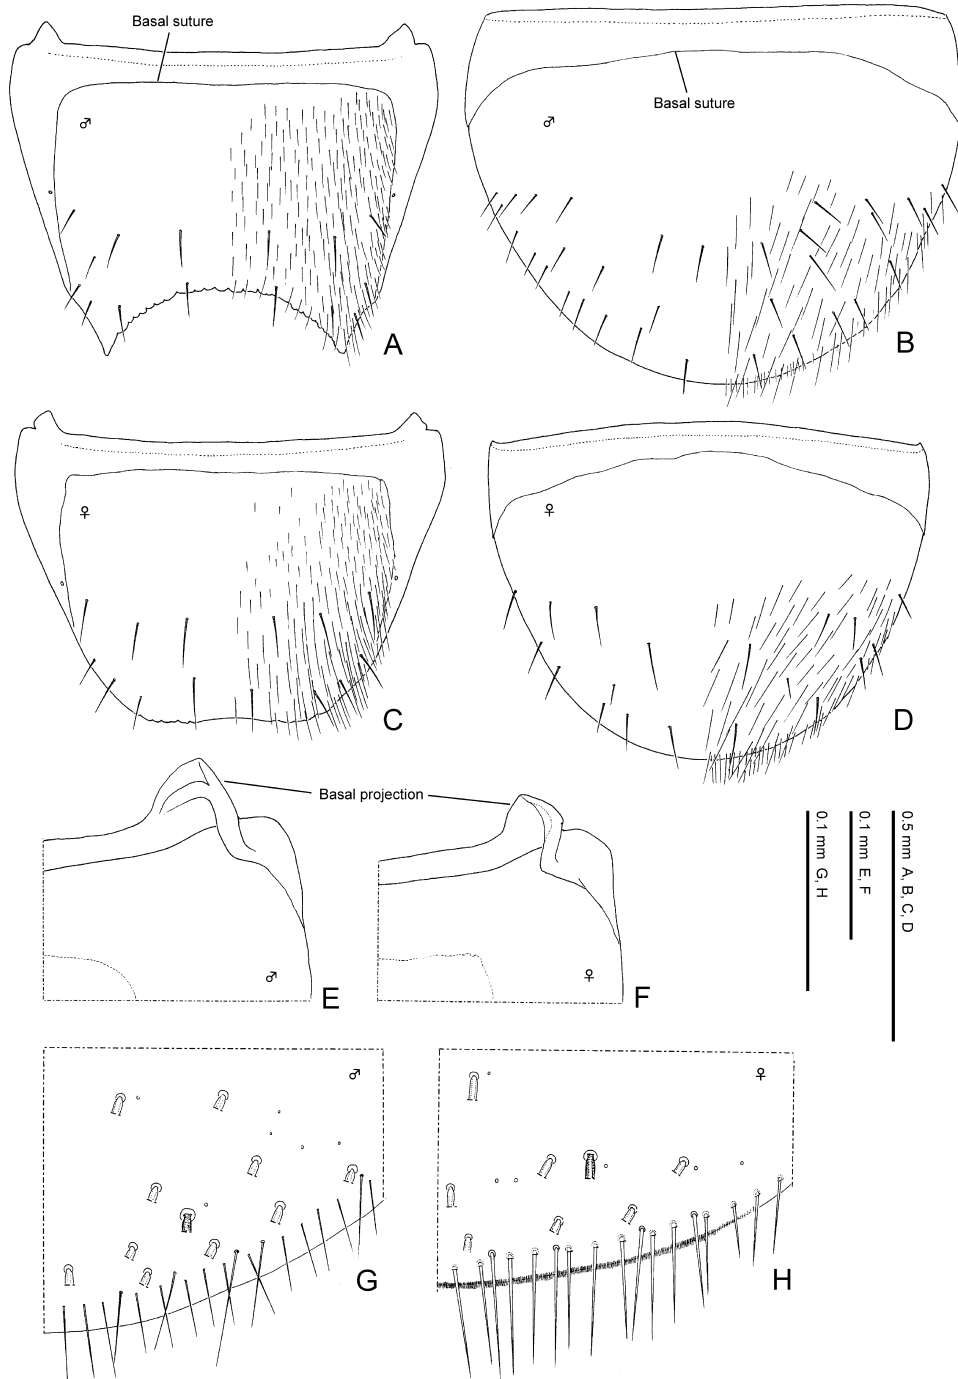 Basal suture
♂
A
♂
Basal suture
B
♀
C
♀
D
Basal projection
♂
E
♀
F
0.1 mm G, H
0.1 mm E, F
0.5 mm A, B, C, D
♂
G
♀
H